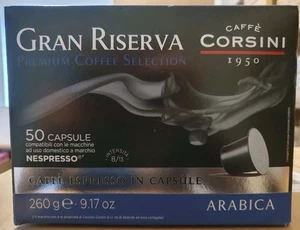 GRAN RISERVA
PREMIUM COFFEE SELECTION
CAFFÈ
CORSINI
1950
50 CAPSULE
compatibili con le macchine
ad uso domestico a marchio
NESPRESSO®*
INTENSITÀ
8/13
CAFFÈ ESPRESSO IN CAPSULE
260 g e - 9.17 oz
ARABICA